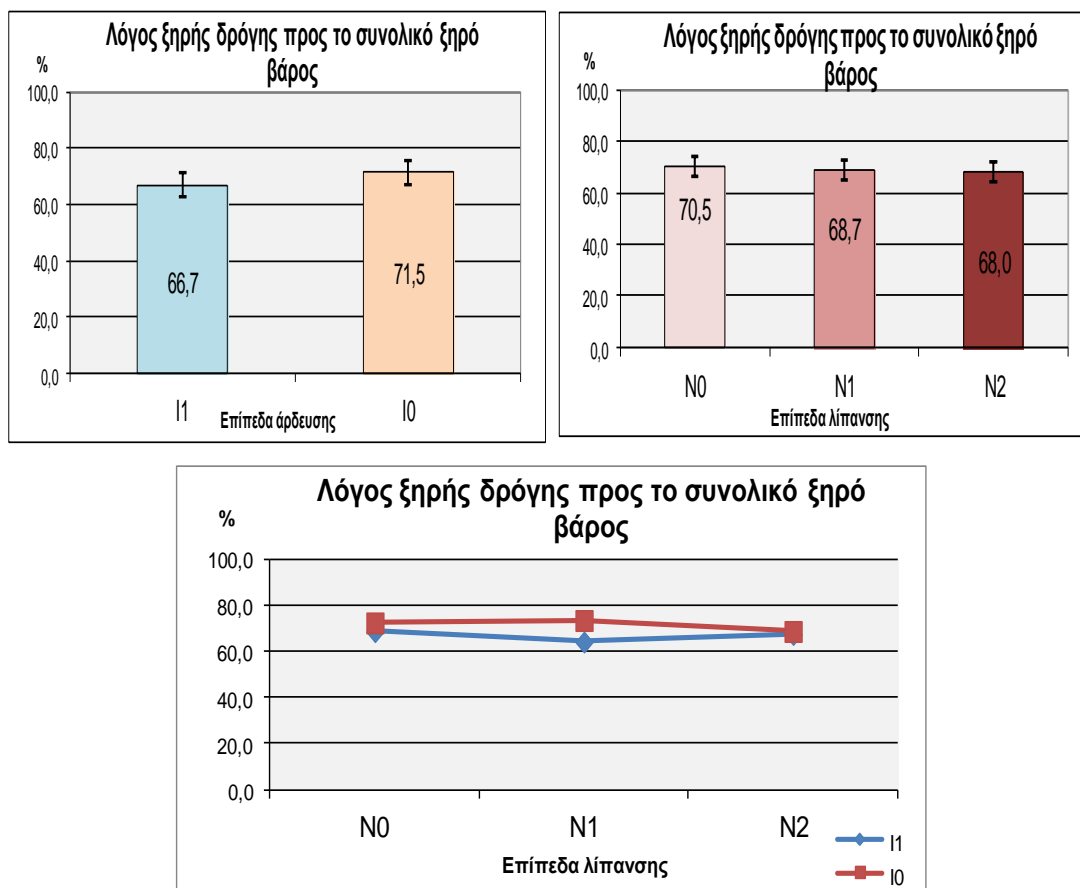 Λόγος ξηρής δρόγης προς το συνολικό ξηρό
βάρος
%
100,0
80,0
60,0
40,0
20,0
0,0
66,7
71,5
I1
I0
Επίπεδα άρδευσης
Λόγος ξηρής δρόγης προς το συνολικό ξηρό
βάρος
%
100,0
80,0
60,0
40,0
20,0
0,0
70,5
68,7
68,0
N0
N1
N2
Επίπεδα λίπανσης
Λόγος ξηρής δρόγης προς το συνολικό ξηρό
βάρος
%
100,0
80,0
60,0
40,0
20,0
0,0
N0
N1
N2
Επίπεδα λίπανσης
I1
I0